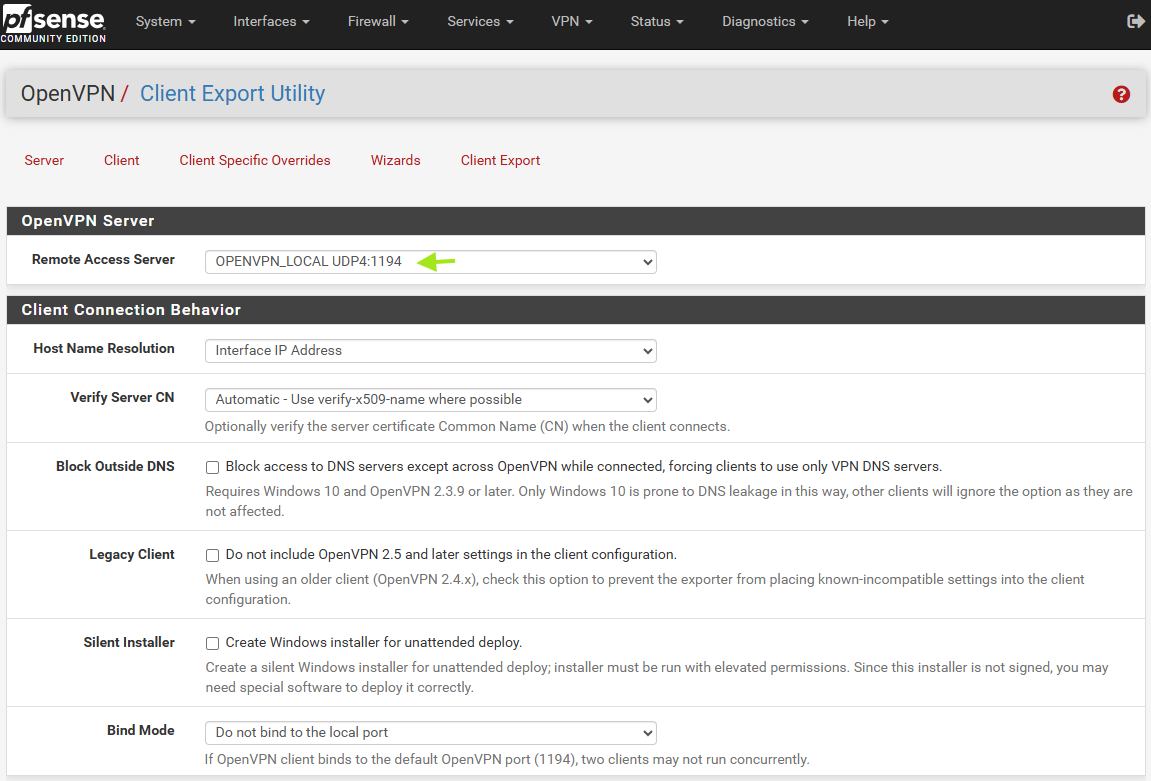 pfsense
COMMUNITY EDITION
System Interfaces Firewall Services VPN Status Diagnostics Help
OpenVPN / Client Export Utility
Server Client Client Specific Overrides Wizards Client Export
OpenVPN Server
Remote Access Server OPENVPN_LOCAL UDP4:1194
Client Connection Behavior
Host Name Resolution Interface IP Address
Verify Server CN Automatic - Use verify-x509-name where possible
Optionally verify the server certificate Common Name (CN) when the client connects.
Block Outside DNS Block access to DNS servers except across OpenVPN while connected, forcing clients to use only VPN DNS servers.
Requires Windows 10 and OpenVPN 2.3.9 or later. Only Windows 10 is prone to DNS leakage in this way, other clients will ignore the option as they are
not affected.
Legacy Client Do not include OpenVPN 2.5 and later settings in the client configuration.
When using an older client (OpenVPN 2.4.x), check this option to prevent the exporter from placing known-incompatible settings into the client
configuration.
Silent Installer Create Windows installer for unattended deploy.
Create a silent Windows installer for unattended deploy; installer must be run with elevated permissions. Since this installer is not signed, you may
need special software to deploy it correctly.
Bind Mode Do not bind to the local port
If OpenVPN client binds to the default OpenVPN port (1194), two clients may not run concurrently.